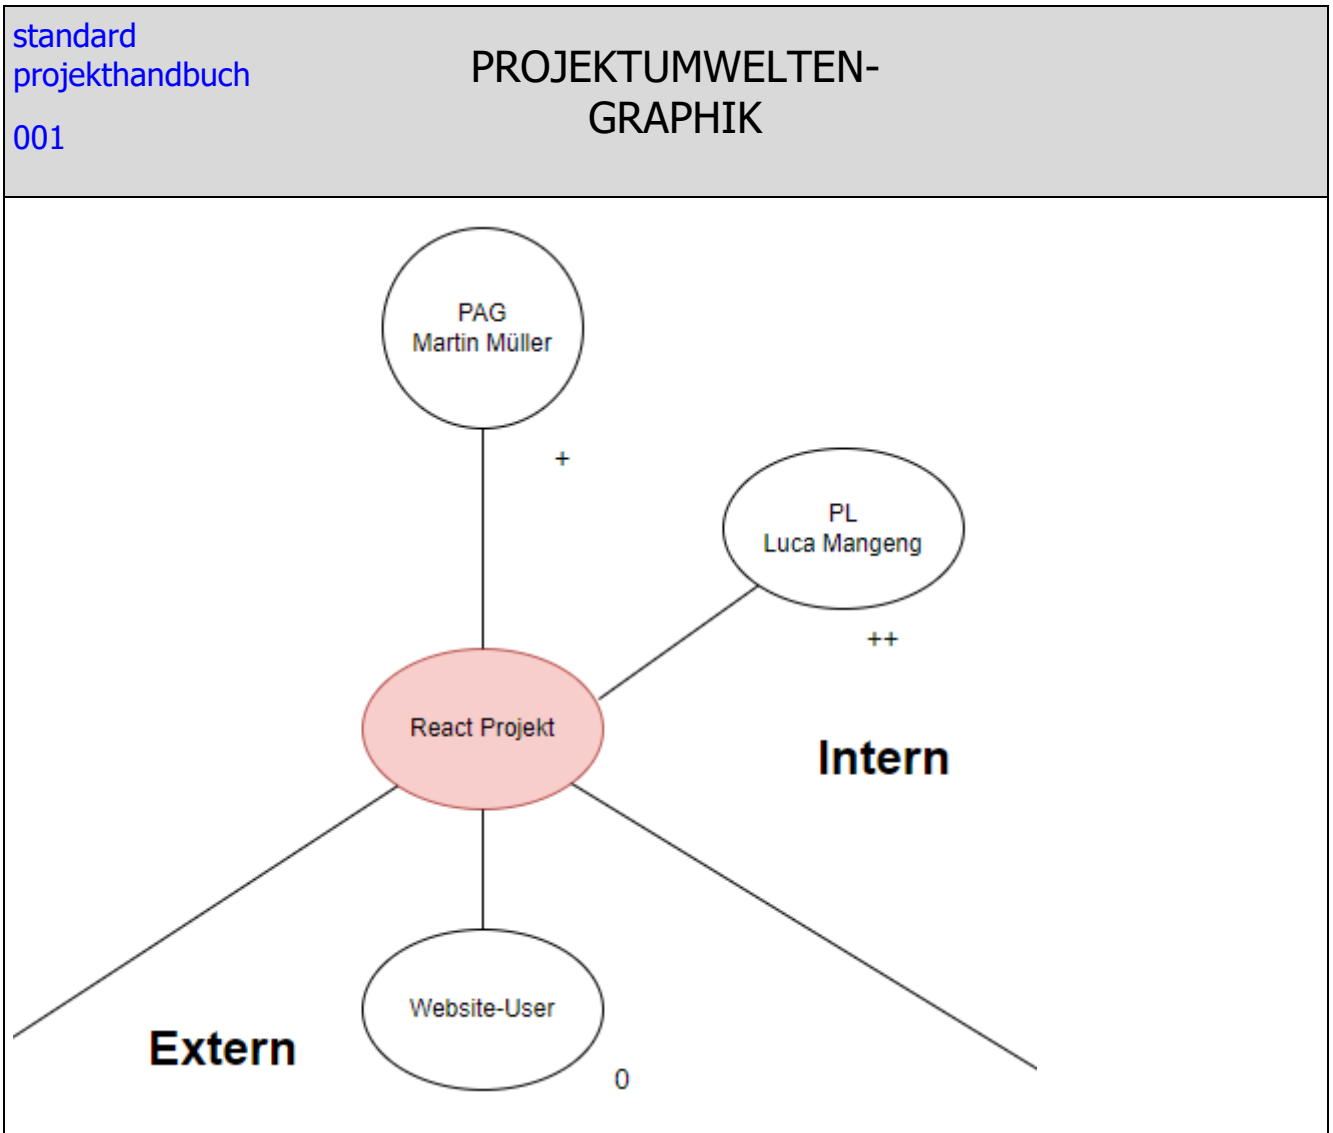 standard
projekthandbuch
001
PROJEKTUMWELTEN-
GRAPHIK
PAG
Martin Müller
+
PL
Luca Mangeng
++
React Projekt
Intern
Website-User
Extern
0